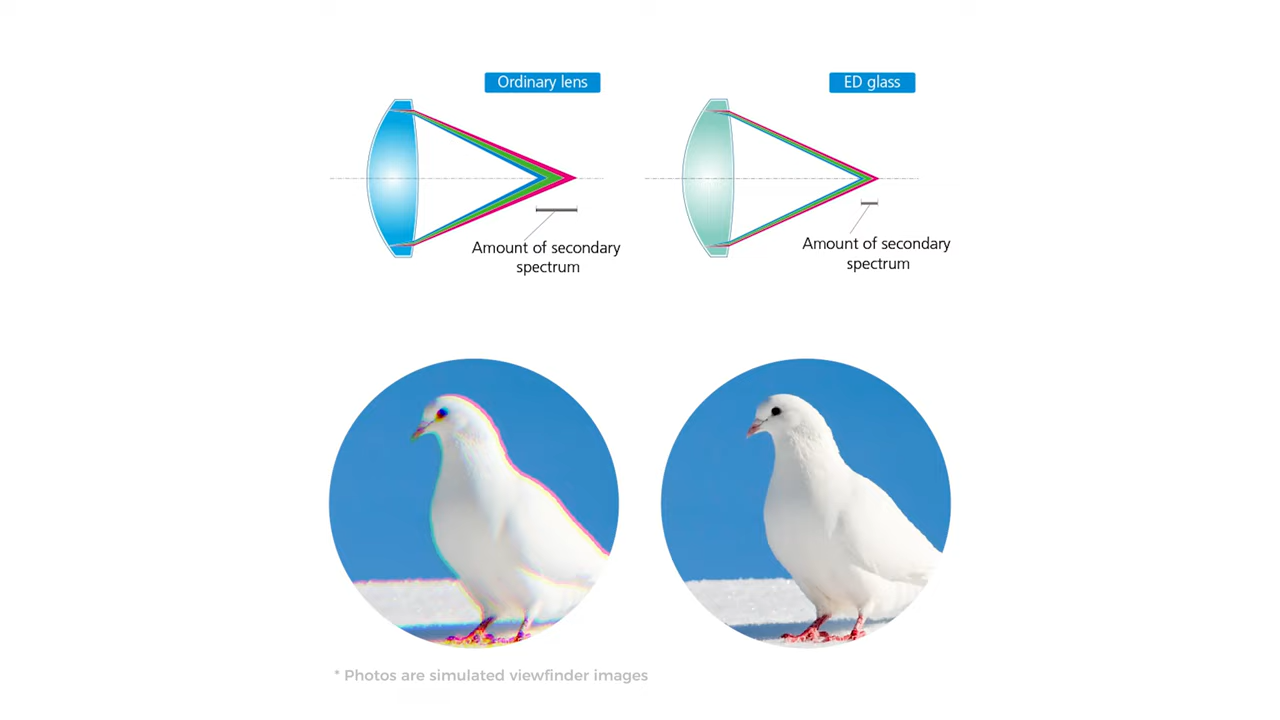 Ordinary lens
ED glass
Amount of secondary
spectrum
Amount of secondary
spectrum
* Photos are simulated viewfinder images